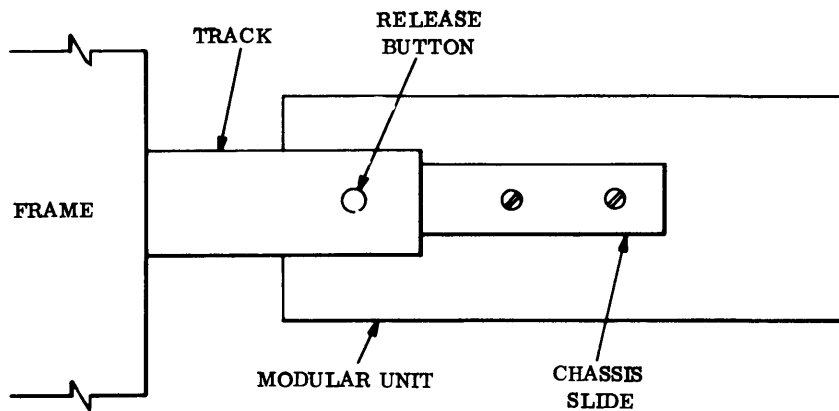 RELEASE
BUTTON
TRACK
FRAME
MODULAR UNIT
CHASSIS
SLIDE